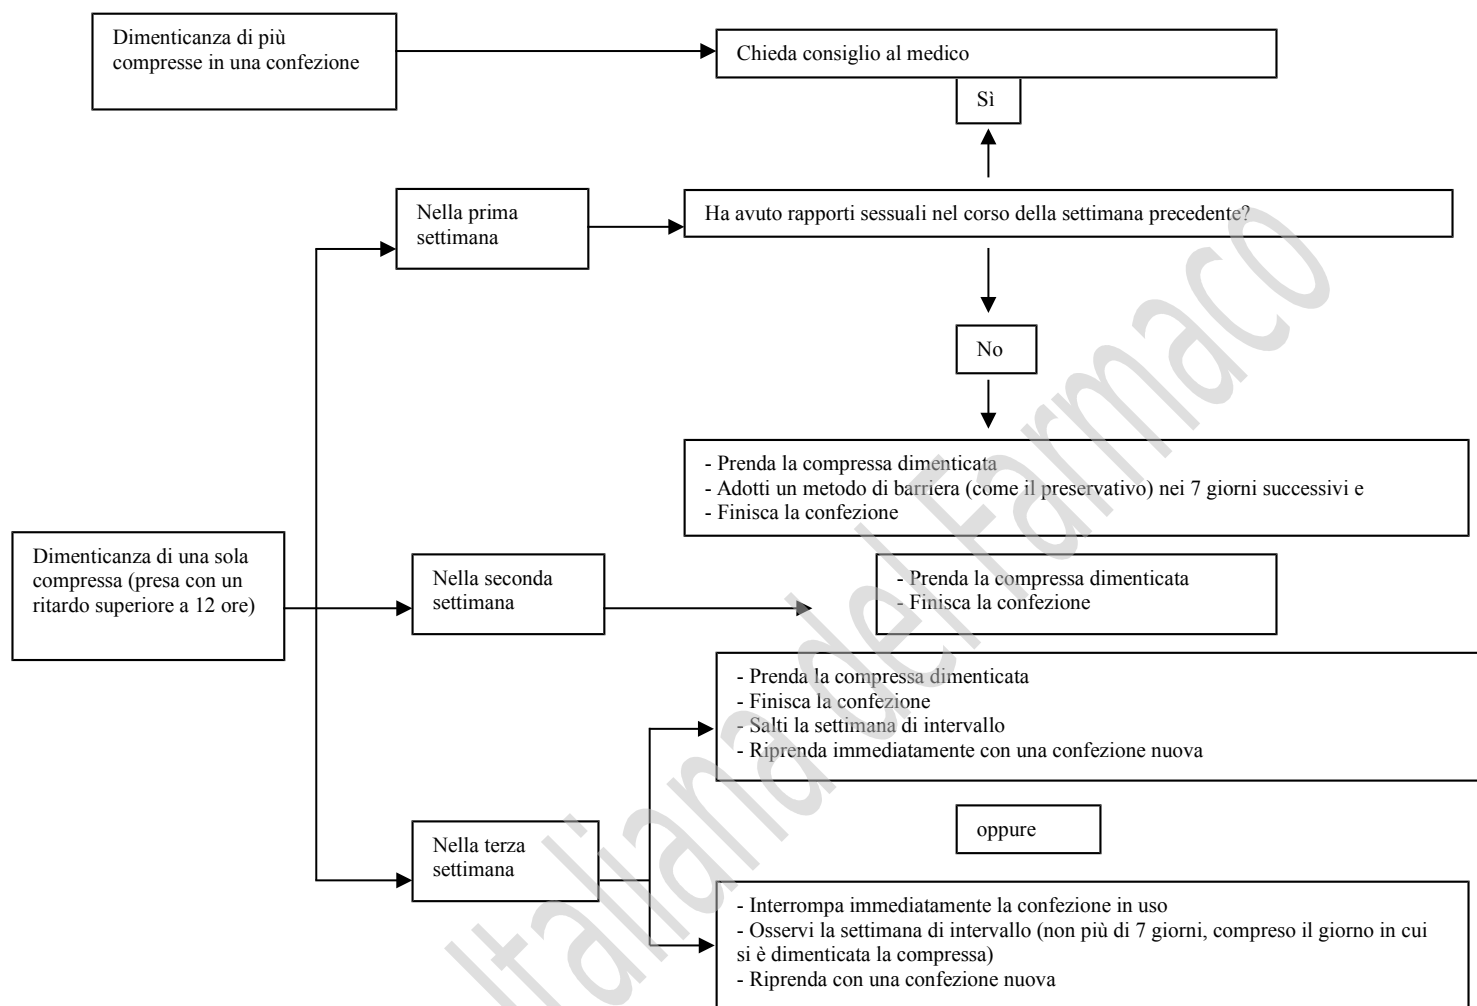 Dimenticanza di più
compresse in una confezione
Chieda consiglio al medico
Sì
Nella prima
settimana
Ha avuto rapporti sessuali nel corso della settimana precedente?
No
- Prenda la compressa dimenticata
- Adotti un metodo di barriera (come il preservativo) nei 7 giorni successivi e
- Finisca la confezione
Dimenticanza di una sola
compressa (presa con un
ritardo superiore a 12 ore)
Nella seconda
settimana
- Prenda la compressa dimenticata
- Finisca la confezione
- Prenda la compressa dimenticata
- Finisca la confezione
- Salti la settimana di intervallo
- Riprenda immediatamente con una confezione nuova
oppure
Nella terza
settimana
- Interrompa immediatamente la confezione in uso
- Osservi la settimana di intervallo (non più di 7 giorni, compreso il giorno in cui
si è dimenticata la compressa)
- Riprenda con una confezione nuova
Italiana del Farmaco